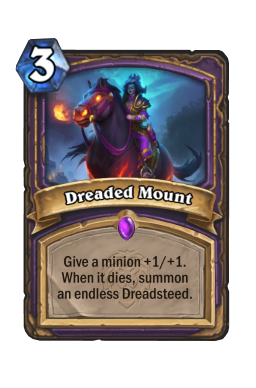 3
Dreaded Mount
Give a minion +1/+1.
When it dies, summon
an endless Dreadsteed.